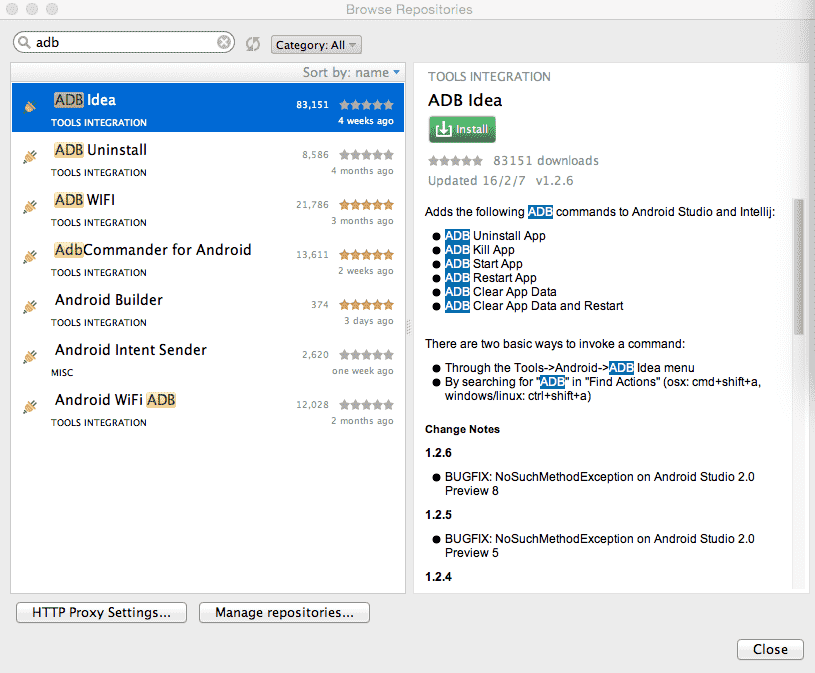 Browse Repositories
adb
Category: All
Sort by: name
ADB Idea
83,151
TOOLS INTEGRATION
4 weeks ago
ADB Uninstall
8,586
TOOLS INTEGRATION
4 months ago
ADB WIFI
21,786
TOOLS INTEGRATION
3 months ago
AdbCommander for Android
13,611
TOOLS INTEGRATION
2 weeks ago
Android Builder
374
TOOLS INTEGRATION
3 days ago
Android Intent Sender
2,620
MISC
one week ago
Android WiFi ADB
12,028
TOOLS INTEGRATION
2 months ago
TOOLS INTEGRATION
ADB Idea
Install
83151 downloads
Updated 16/2/7 v1.2.6
Adds the following ADB commands to Android Studio and Intellij:
ADB Uninstall App
ADB Kill App
ADB Start App
ADB Restart App
ADB Clear App Data
ADB Clear App Data and Restart
There are two basic ways to invoke a command:
Through the Tools->Android->ADB Idea menu
By searching for "ADB" in "Find Actions" (osx: cmd+shift+a,
windows/linux: ctrl+shift+a)
Change Notes
1.2.6
BUGFIX: NoSuchMethodException on Android Studio 2.0
Preview 8
1.2.5
BUGFIX: NoSuchMethodException on Android Studio 2.0
Preview 5
1.2.4
HTTP Proxy Settings...
Manage repositories...
Close